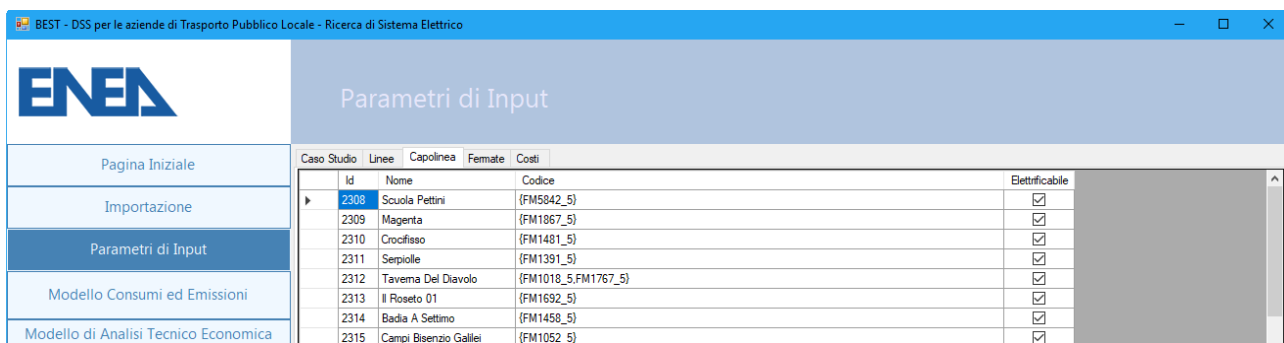 BEST - DSS per le aziende di Trasporto Pubblico Locale - Ricerca di Sistema Elettrico
ENEA
Parametri di Input
Pagina Iniziale
Importazione
Parametri di Input
Modello Consumi ed Emissioni
Modello di Analisi Tecnico Economica
Caso Studio Linee Capolinea Fermate Costi
Id Nome Codice Elettrificabile
2308 Scuola Pettini {FM5842_5}
2309 Magenta {FM1867_5}
2310 Crocifisso {FM1481_5}
2311 Serpiolle {FM1391_5}
2312 Taverna Del Diavolo {FM1018_5,FM1767_5}
2313 Il Roseto 01 {FM1692_5}
2314 Badia A Settimo {FM1458_5}
2315 Campi Bisenzio Galilei {FM1052_5}